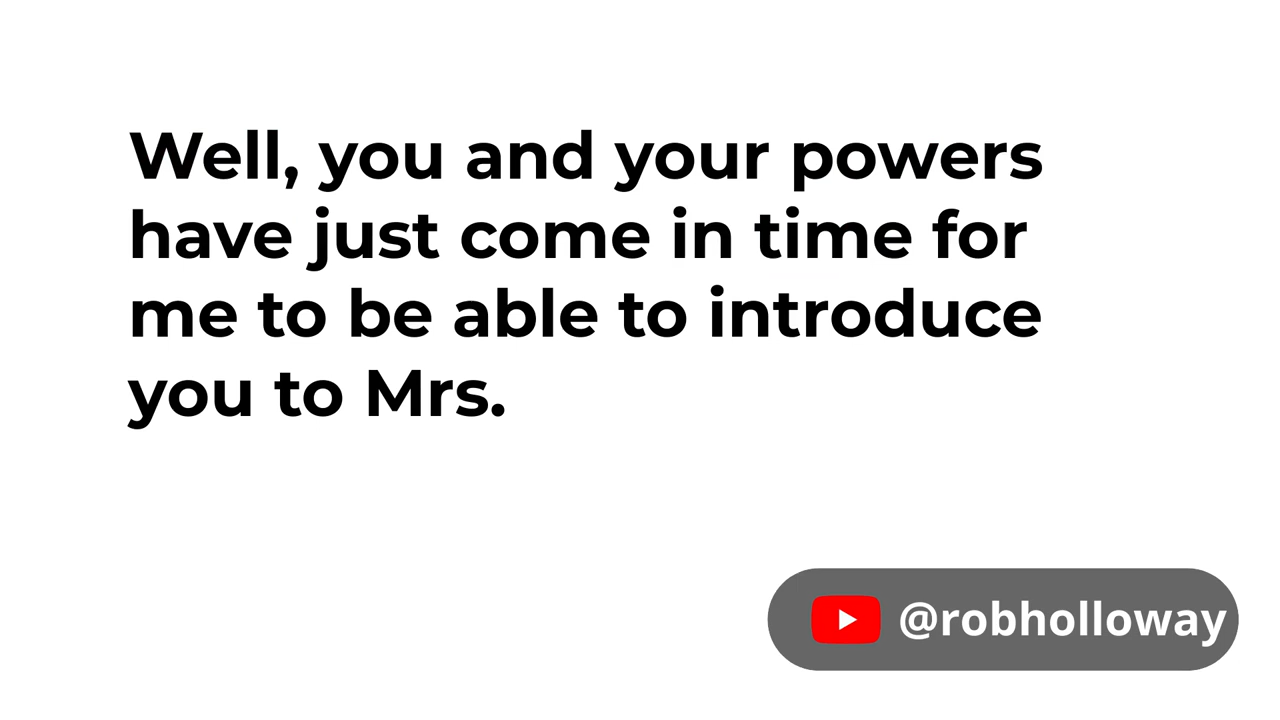 Well, you and your powers
have just come in time for
me to be able to introduce
you to Mrs.
@robholloway